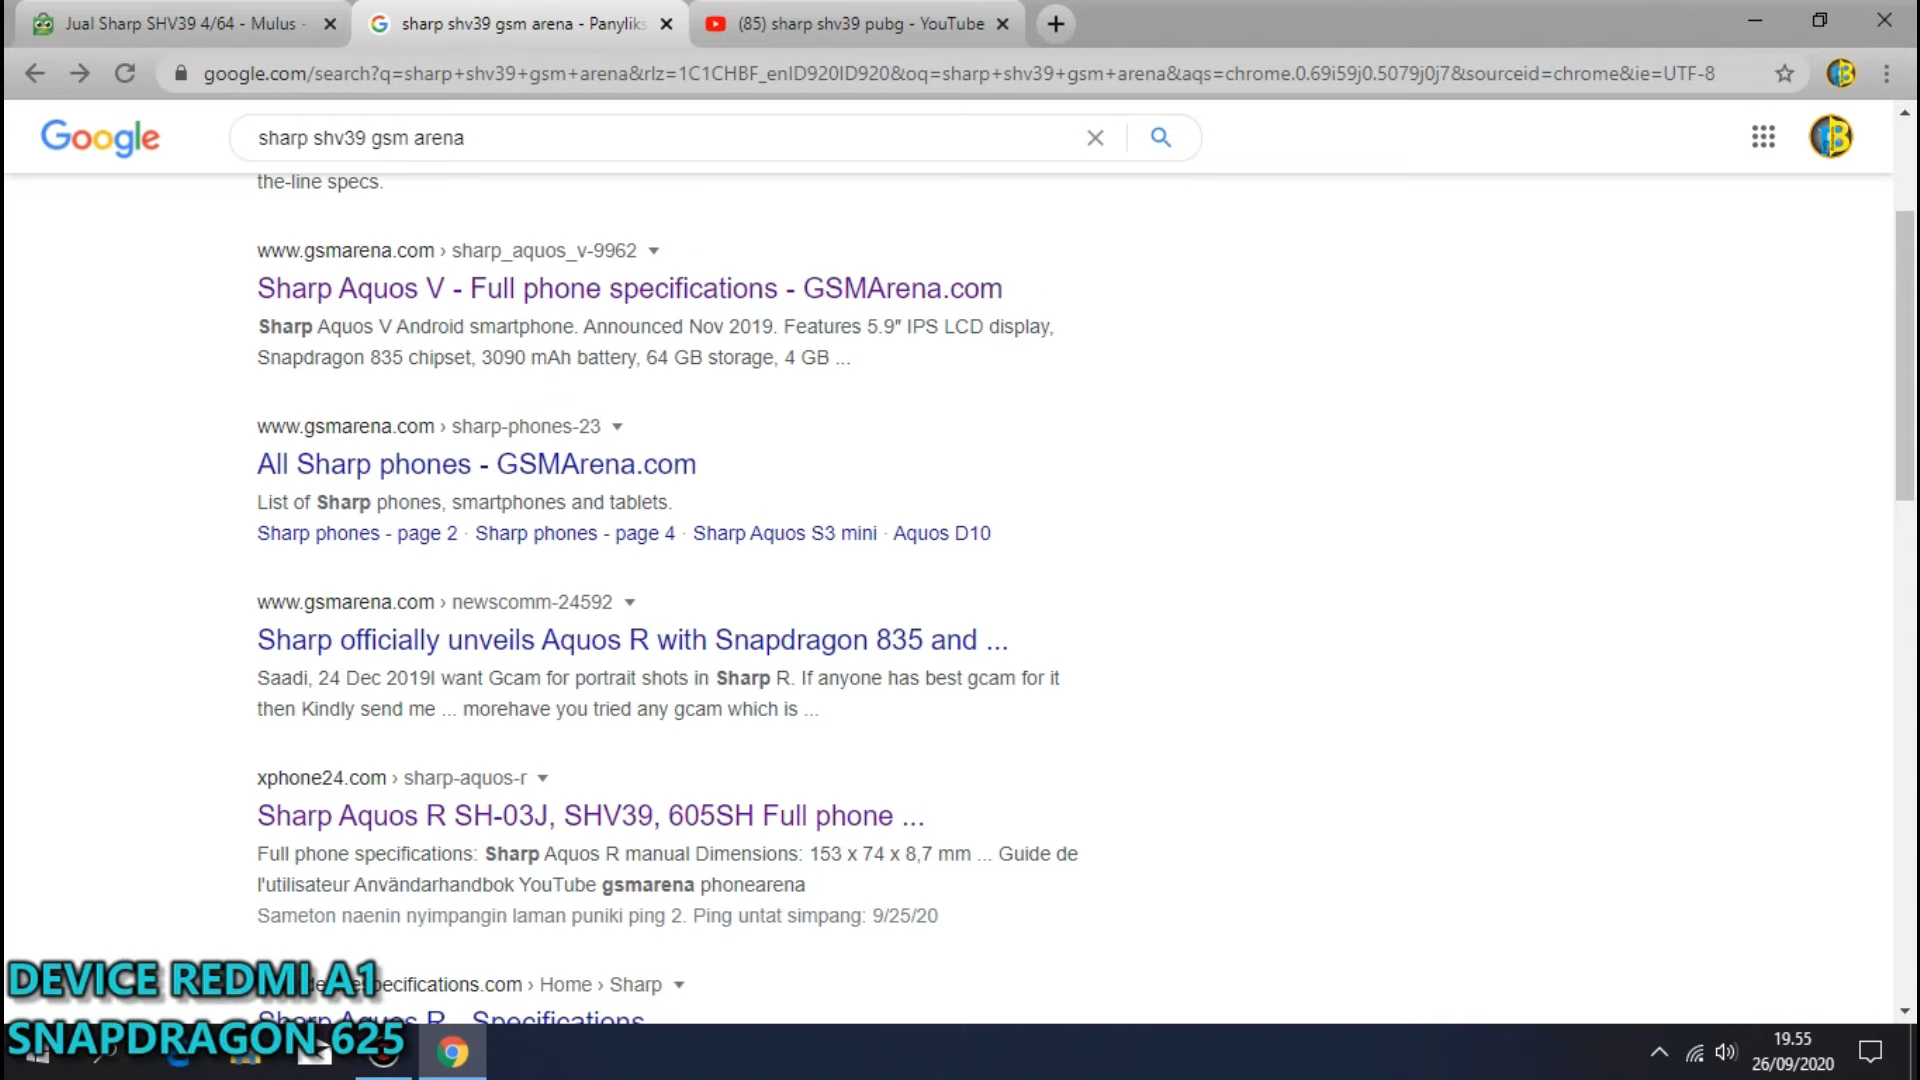 Jual Sharp SHV39 4/64 - Mulus -
sharp shv39 gsm arena - Panyliks
(85) sharp shv39 pubg - YouTube
google.com/search?q=sharp+shv39+gsm+arena&rlz=1C1CHBF_enID920ID920&oq=sharp+shv39+gsm+arena&aqs=chrome.0.69i59j0.5079j0j7&sourceid=chrome&ie=UTF-8
Google
sharp shv39 gsm arena
the-line specs.
www.gsmarena.com › sharp_aquos_v-9962
Sharp Aquos V - Full phone specifications - GSMArena.com
Sharp Aquos V Android smartphone. Announced Nov 2019. Features 5.9″ IPS LCD display,
Snapdragon 835 chipset, 3090 mAh battery, 64 GB storage, 4 GB ...
www.gsmarena.com › sharp-phones-23
All Sharp phones - GSMArena.com
List of Sharp phones, smartphones and tablets.
Sharp phones - page 2 · Sharp phones - page 4 · Sharp Aquos S3 mini · Aquos D10
www.gsmarena.com › newscomm-24592
Sharp officially unveils Aquos R with Snapdragon 835 and ...
Saadi, 24 Dec 2019I want Gcam for portrait shots in Sharp R. If anyone has best gcam for it
then Kindly send me ... morehave you tried any gcam which is ...
xphone24.com › sharp-aquos-r
Sharp Aquos R SH-03J, SHV39, 605SH Full phone ...
Full phone specifications: Sharp Aquos R manual Dimensions: 153 x 74 x 8,7 mm ... Guide de
l'utilisateur Användarhandbok YouTube gsmarena phonearena
Sameton naenin nyimpangin laman puniki ping 2. Ping untat simpang: 9/25/20
ecifications.com › Home › Sharp
Sharp Aquos R - Specifications
DEVICE REDMI A1
SNAPDRAGON 625
19.55
26/09/2020